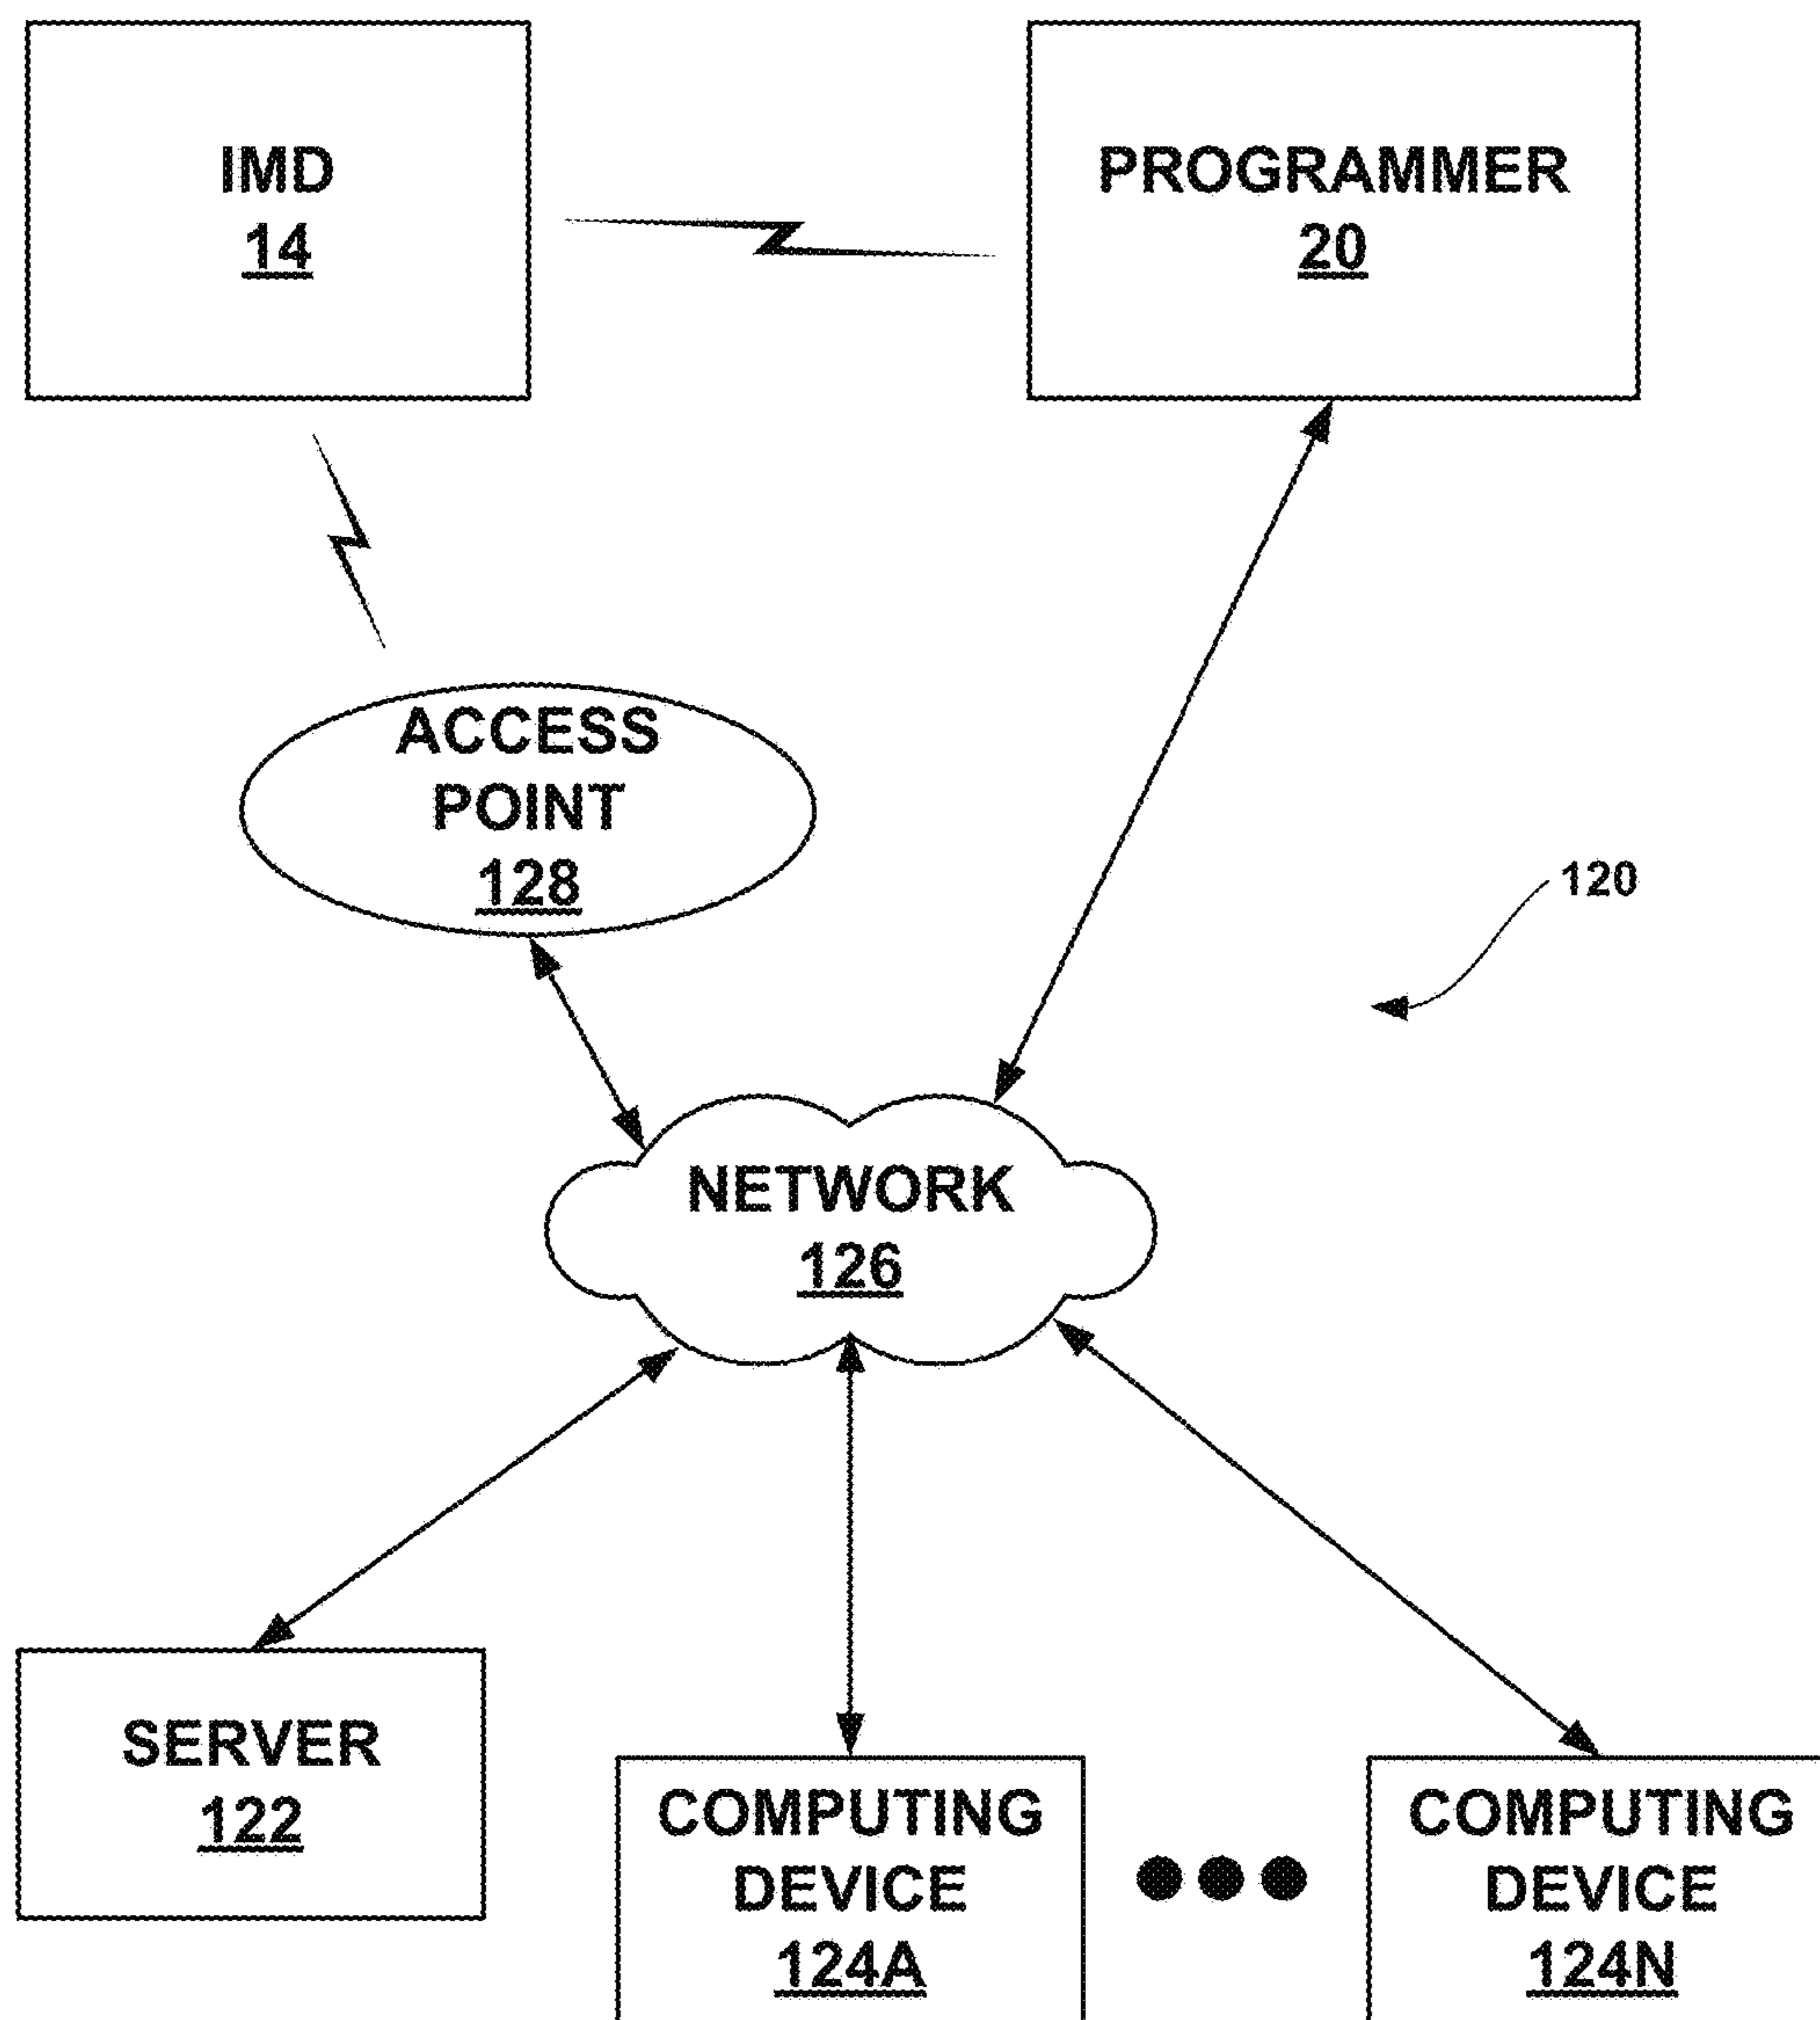 IMD
14
PROGRAMMER
20
ACCESS
POINT
128
120
NETWORK
126
SERVER
122
COMPUTING
DEVICE
124A
COMPUTING
DEVICE
124N